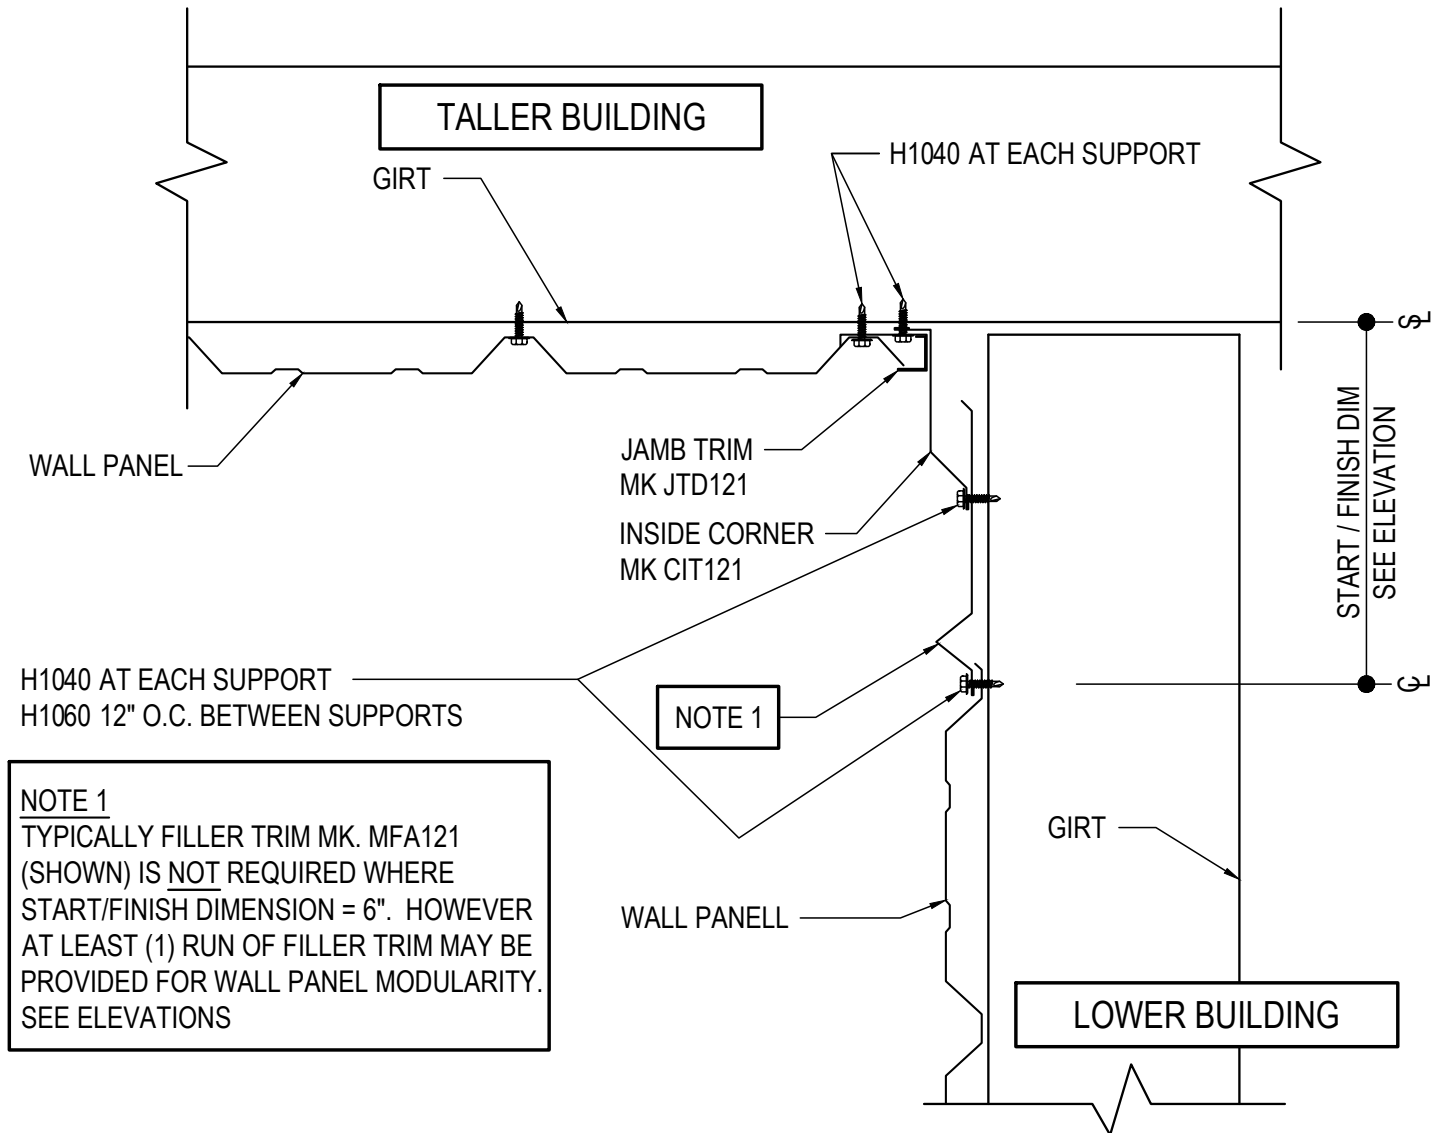 TALLER BUILDING
H1040 AT EACH SUPPORT
GIRT
WALL PANEL
JAMB TRIM
MK JTD121
INSIDE CORNER
MK CIT121
START / FINISH DIM
SEE ELEVATION
SL
CL
H1040 AT EACH SUPPORT
H1060 12" O.C. BETWEEN SUPPORTS
NOTE 1
NOTE 1
TYPICALLY FILLER TRIM MK. MFA121
(SHOWN) IS NOT REQUIRED WHERE
START/FINISH DIMENSION = 6". HOWEVER
AT LEAST (1) RUN OF FILLER TRIM MAY BE
PROVIDED FOR WALL PANEL MODULARITY.
SEE ELEVATIONS
GIRT
WALL PANELL
LOWER BUILDING